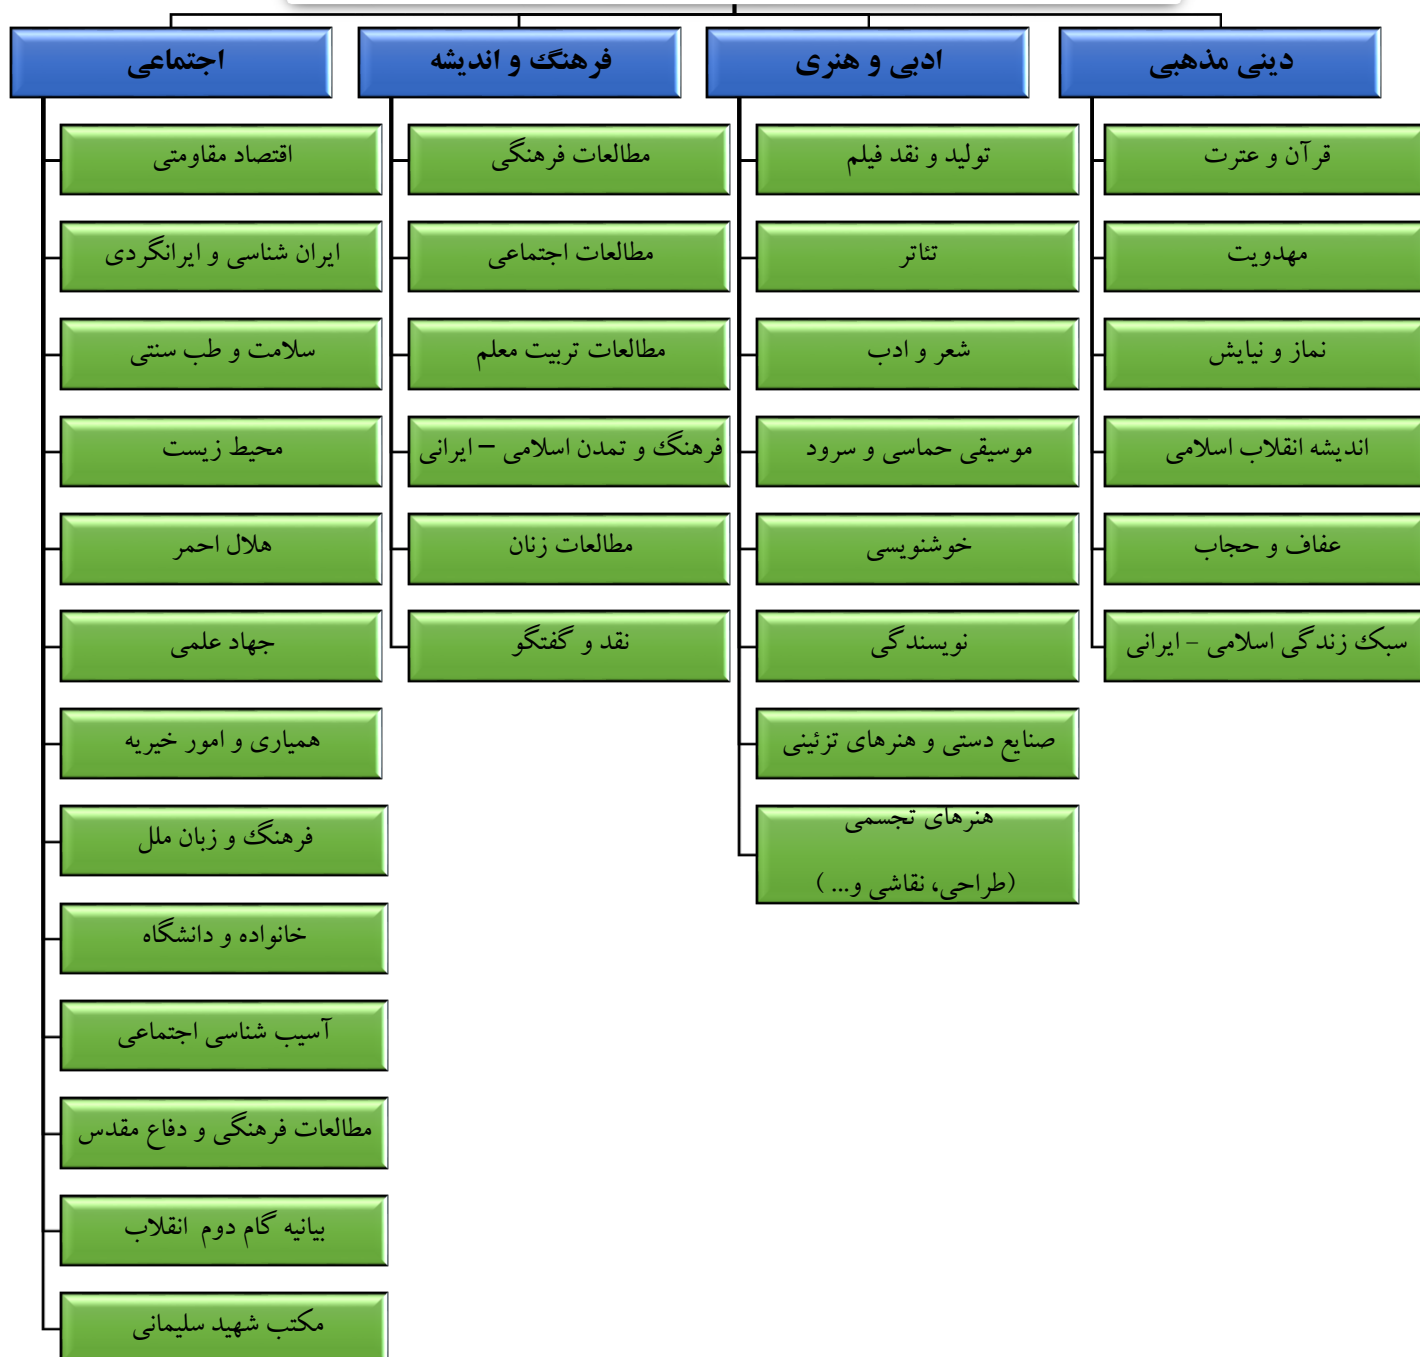 دینی مذهبی
قرآن و عترت
مهدویت
نماز و نیایش
اندیشه انقلاب اسلامی
عفاف و حجاب
سبک زندگی اسلامی - ایرانی
ادبی و هنری
تولید و نقد فیلم
تئاتر
شعر و ادب
موسیقی حماسی و سرود
خوشنویسی
نویسندگی
صنایع دستی و هنرهای تزئینی
هنرهای تجسمی
(طراحی، نقاشی و... )
فرهنگ و اندیشه
مطالعات فرهنگی
مطالعات اجتماعی
مطالعات تربیت معلم
فرهنگ و تمدن اسلامی – ایرانی
مطالعات زنان
نقد و گفتگو
اجتماعی
اقتصاد مقاومتی
ایران شناسی و ایرانگردی
سلامت و طب سنتی
محیط زیست
هلال احمر
جهاد علمی
همیاری و امور خیریه
فرهنگ و زبان ملل
خانواده و دانشگاه
آسیب شناسی اجتماعی
مطالعات فرهنگی و دفاع مقدس
بیانیه گام دوم  انقلاب
مکتب شهید سلیمانی